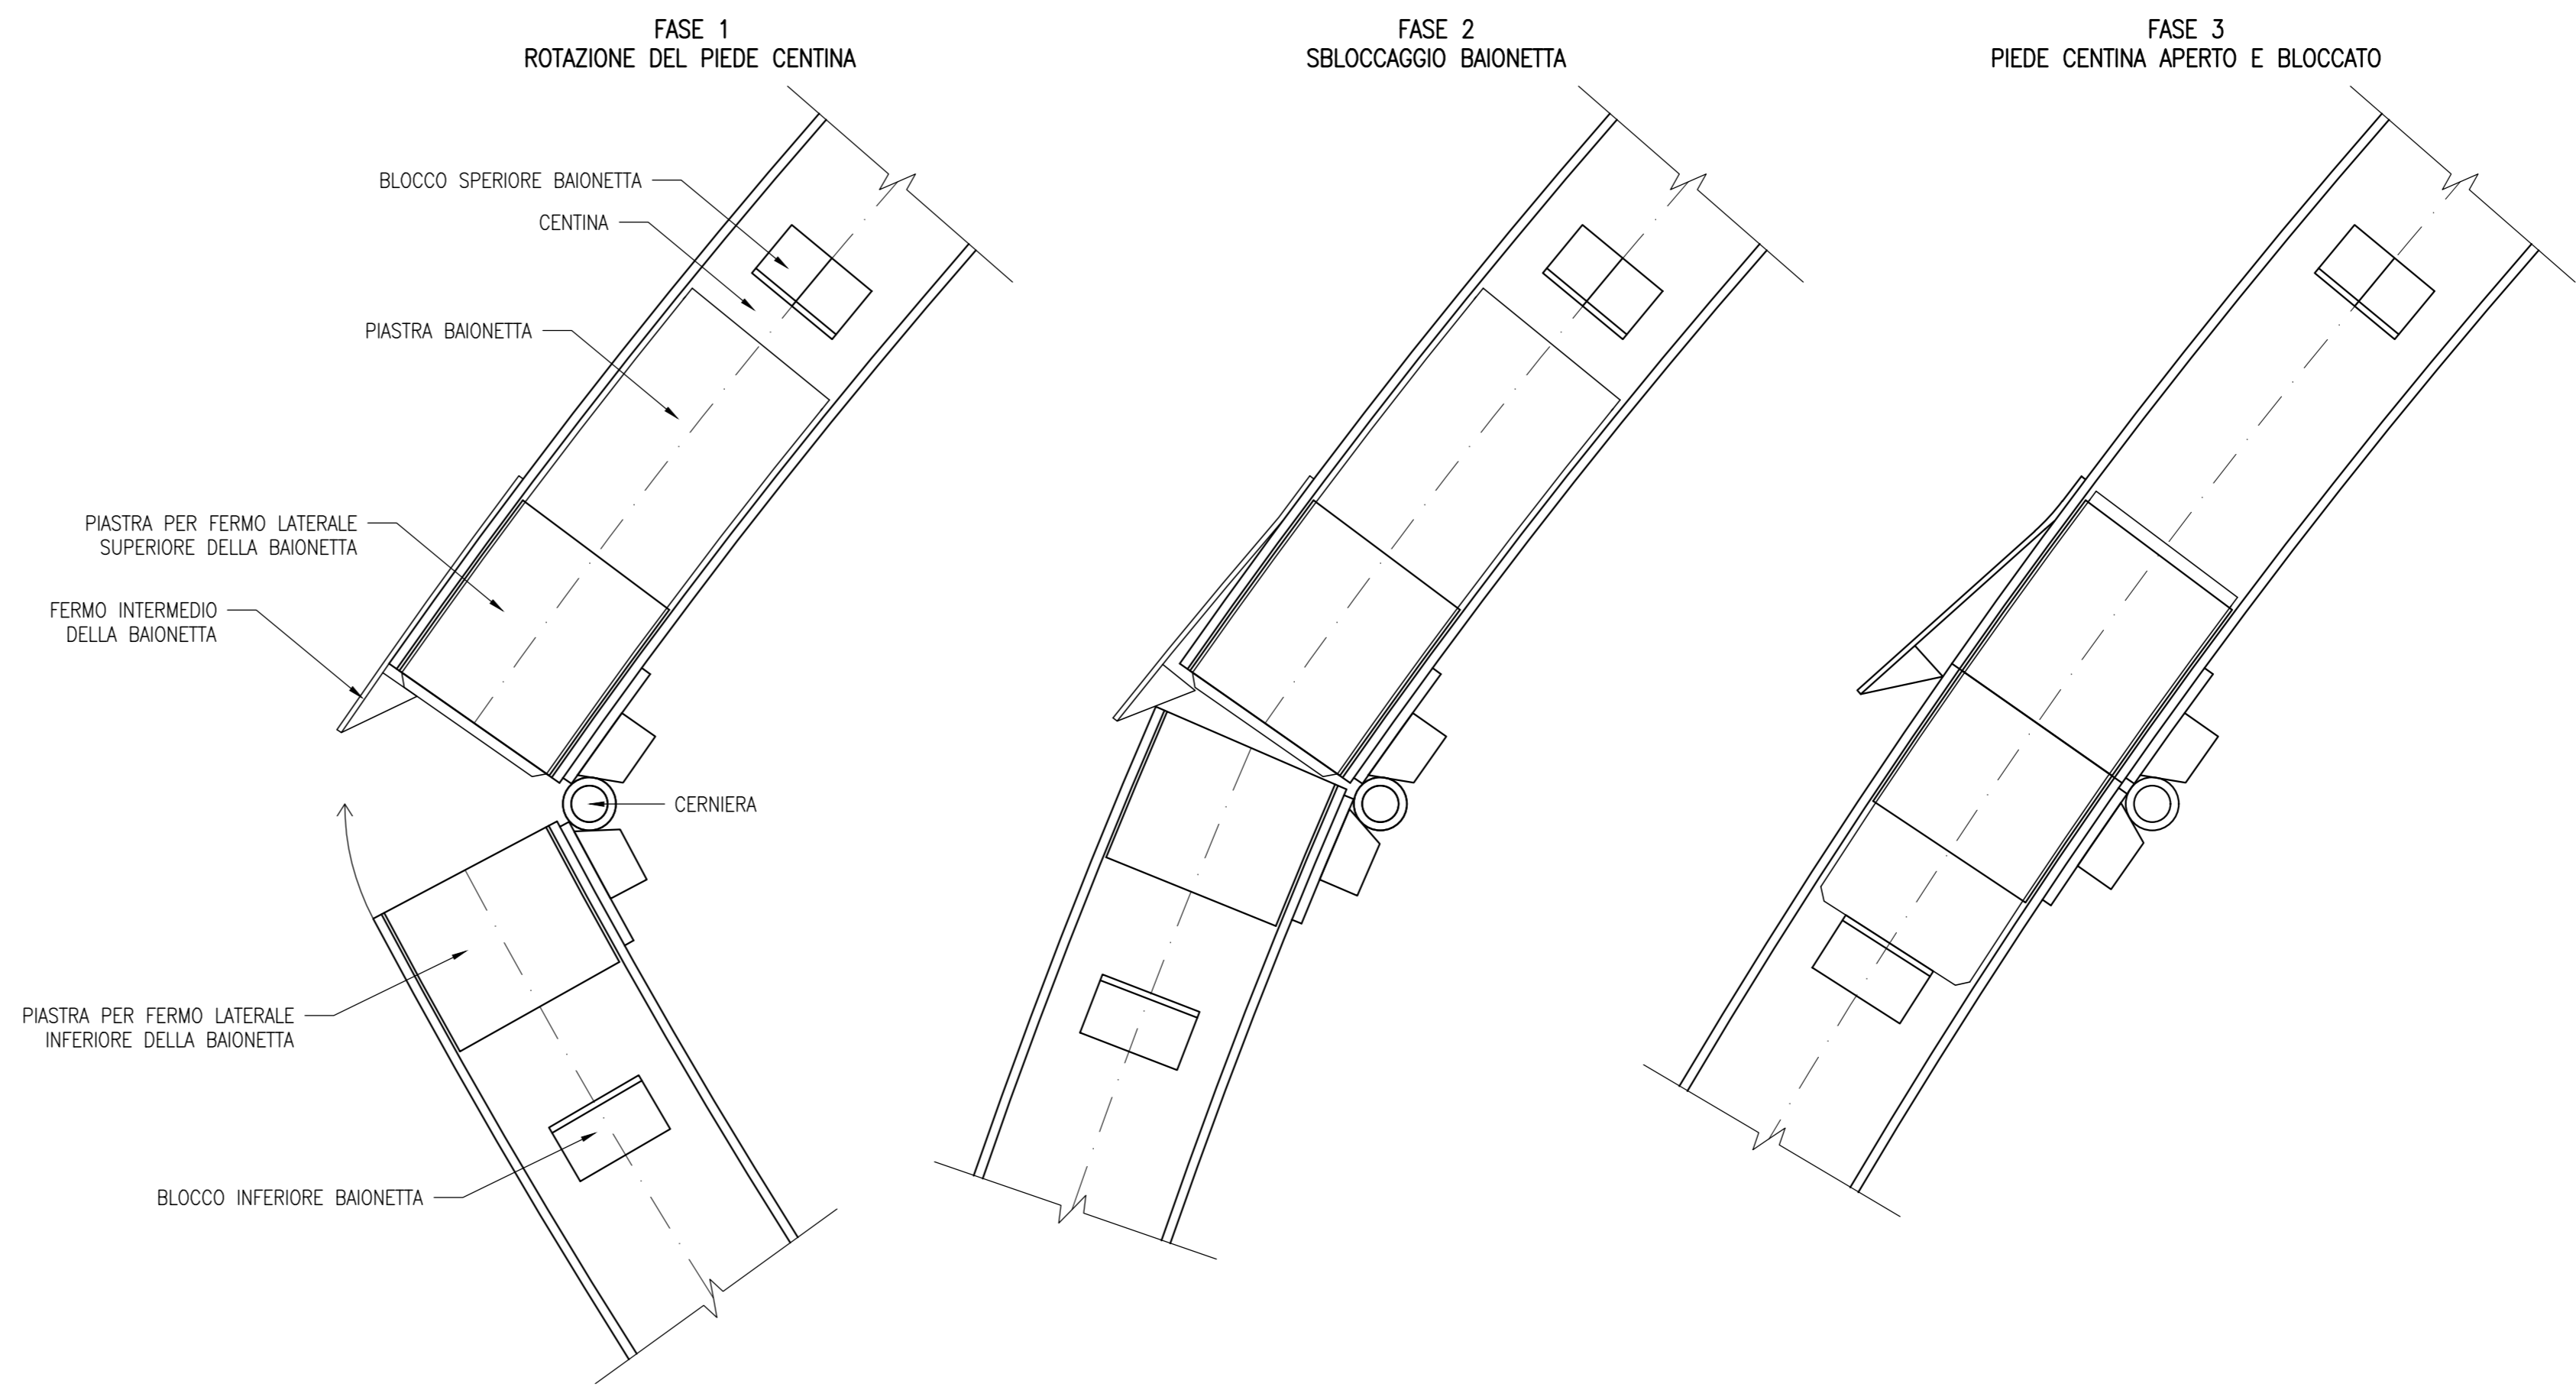 FASE 1
ROTAZIONE DEL PIEDE CENTINA
FASE 2
SBLOCCAGGIO BAIONETTA
FASE 3
PIEDE CENTINA APERTO E BLOCCATO
BLOCCO SPERIORE BAIONETTA
CENTINA
PIASTRA BAIONETTA
PIASTRA PER FERMO LATERALE
SUPERIORE DELLA BAIONETTA
FERMO INTERMEDIO
DELLA BAIONETTA
CERNIERA
PIASTRA PER FERMO LATERALE
INFERIORE DELLA BAIONETTA
BLOCCO INFERIORE BAIONETTA